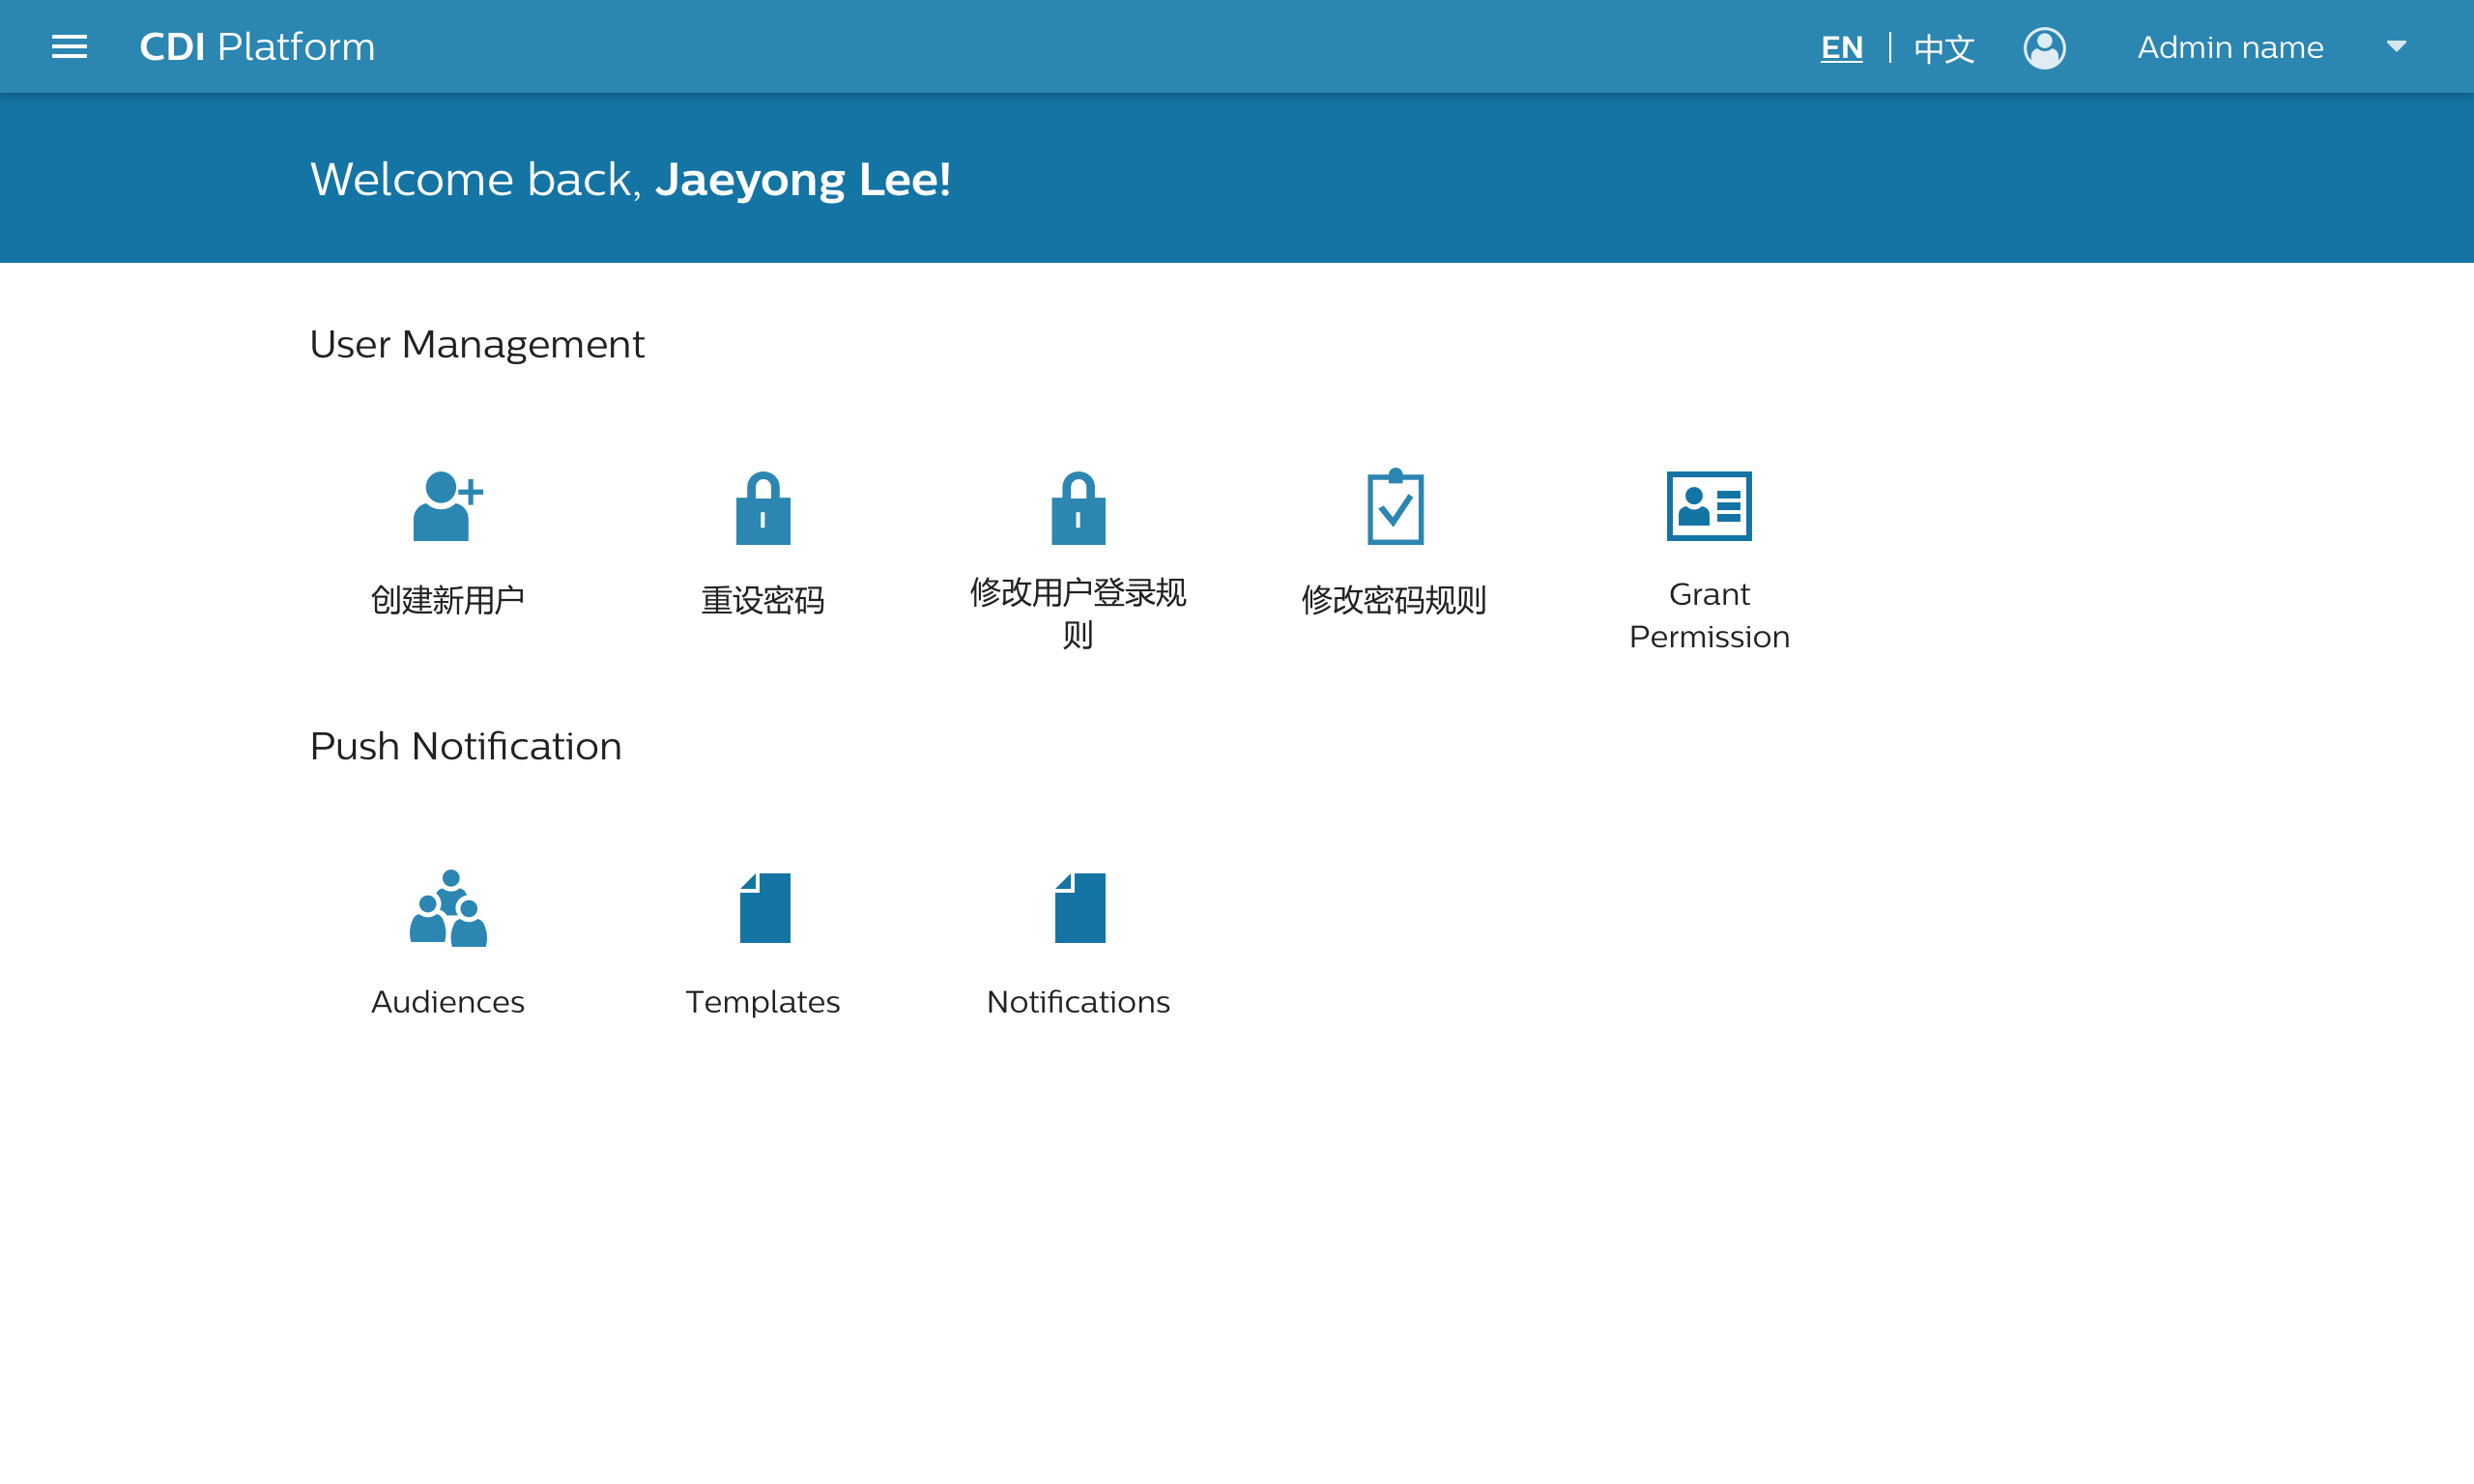 CDI Platform
EN | 中文
Admin name
Welcome back, Jaeyong Lee!
User Management
创建新用户
重设密码
修改用户登录规
则
修改密码规则
Grant
Permission
Push Notification
Audiences
Templates
Notifications